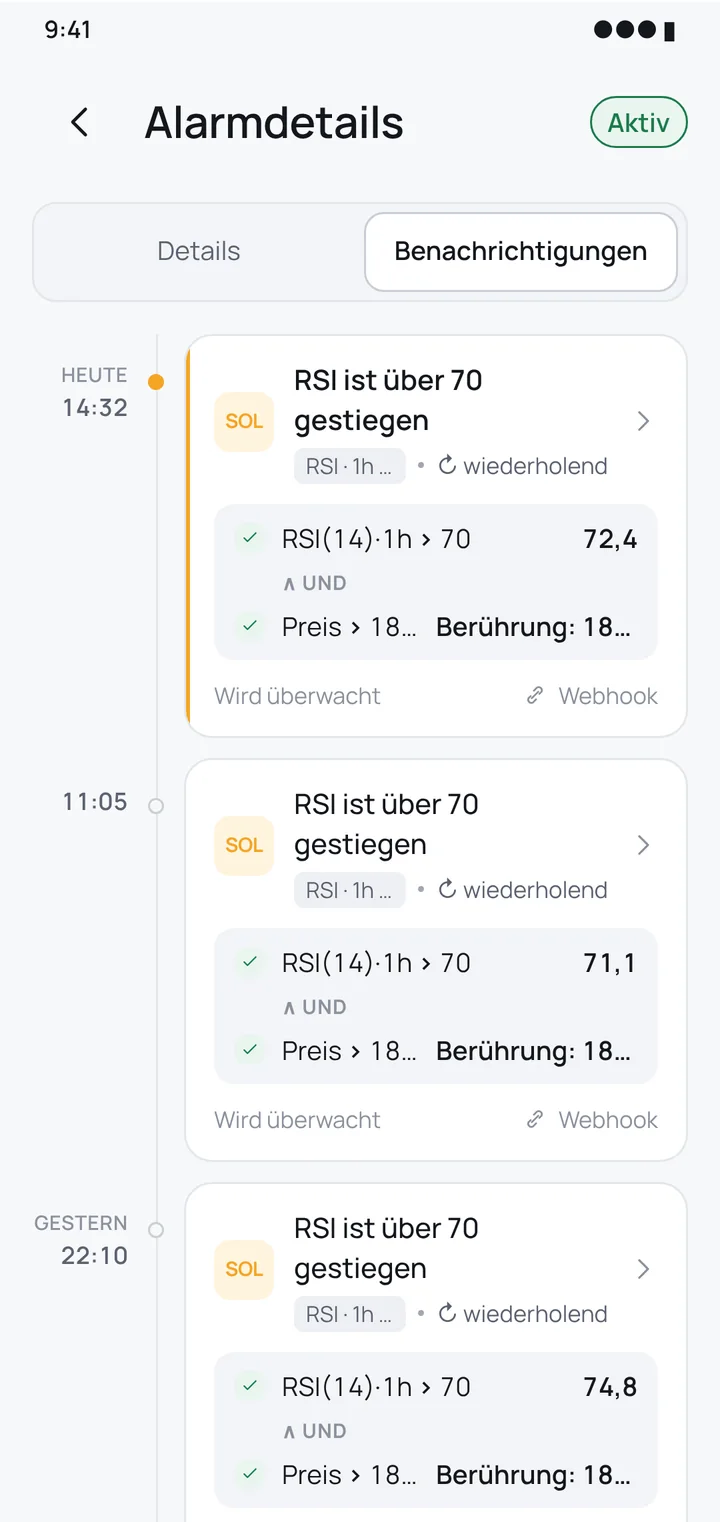 9:41
Alarmdetails
Aktiv
Details
Benachrichtigungen
HEUTE
14:32
SOL
RSI ist über 70
gestiegen
RSI · 1h ...
• ↻ wiederholend
RSI(14)·1h > 70 72,4
∧ UND
Preis > 18... Berührung: 18...
Wird überwacht
Webhook
11:05
SOL
RSI ist über 70
gestiegen
RSI · 1h ...
• ↻ wiederholend
RSI(14)·1h > 70 71,1
∧ UND
Preis > 18... Berührung: 18...
Wird überwacht
Webhook
GESTERN
22:10
SOL
RSI ist über 70
gestiegen
RSI · 1h ...
• ↻ wiederholend
RSI(14)·1h > 70 74,8
∧ UND
Preis > 18... Berührung: 18...